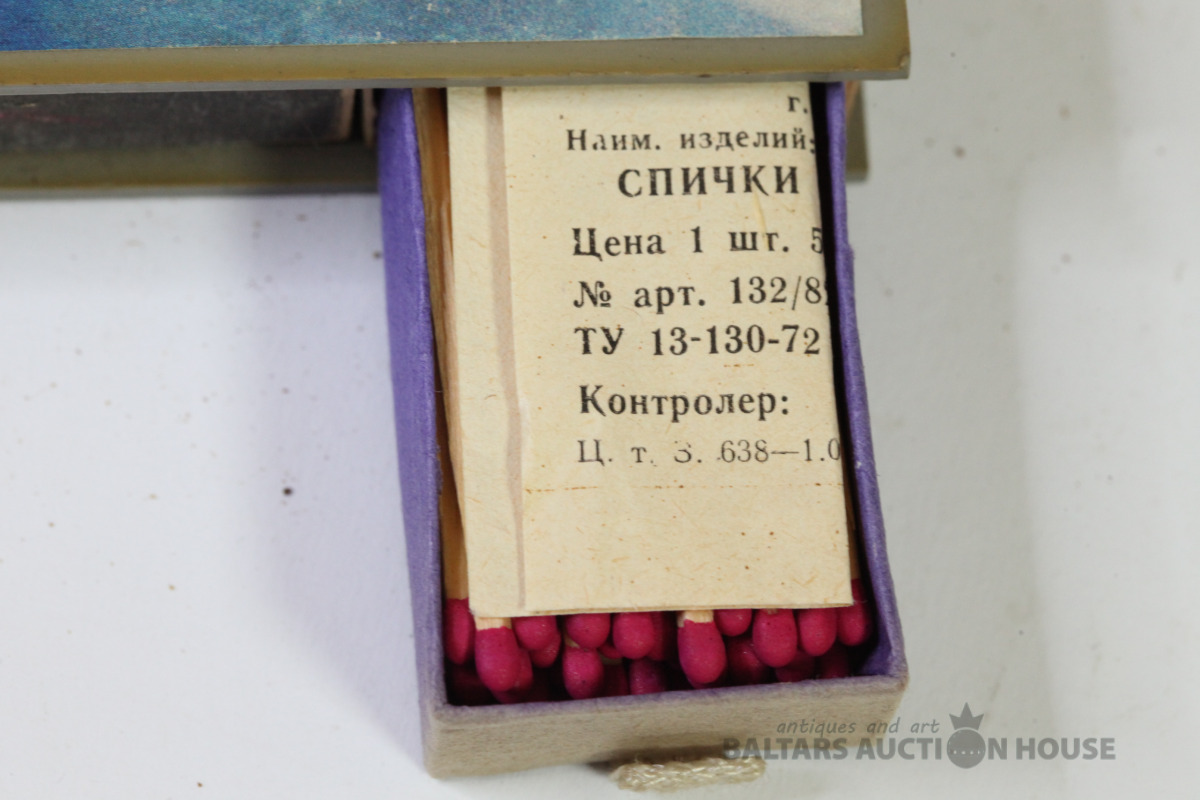 г.
Наим. изделий:
СПИЧКИ
Цена 1 шт. 5
№ арт. 132/8
ТУ 13-130-72
Контролер:
Ц. т. З. 638—1.0
antiques and art
BALTARS AUCTION HOUSE